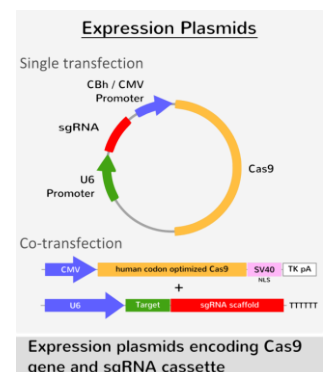 Expression Plasmids
Single transfection
CBh / CMV
Promoter
sgRNA
Cas9
U6
Promoter
Co-transfection
CMV human codon optimized Cas9 SV40 TK pA
NLS
+
U6 Target sgRNA scaffold TTTTTT
Expression plasmids encoding Cas9
gene and sgRNA cassette